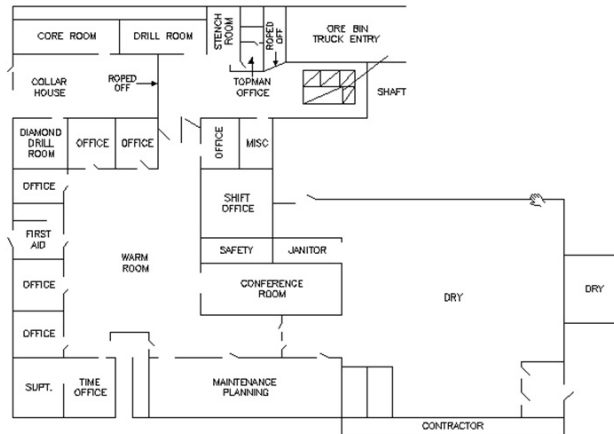 CORE ROOM
DRILL ROOM
STENCH
ROOM
ROPED
OFF
ORE BIN
TRUCK ENTRY
COLLAR
HOUSE
ROPED
OFF
TOPMAN
OFFICE
SHAFT
DIAMOND
DRILL ROOM
OFFICE
OFFICE
OFFICE
MISC
OFFICE
SHIFT
OFFICE
FIRST
AID
WARM
ROOM
SAFETY
JANITOR
OFFICE
CONFERENCE
ROOM
DRY
DRY
OFFICE
SUPT.
TIME
OFFICE
MAINTENANCE
PLANNING
CONTRACTOR